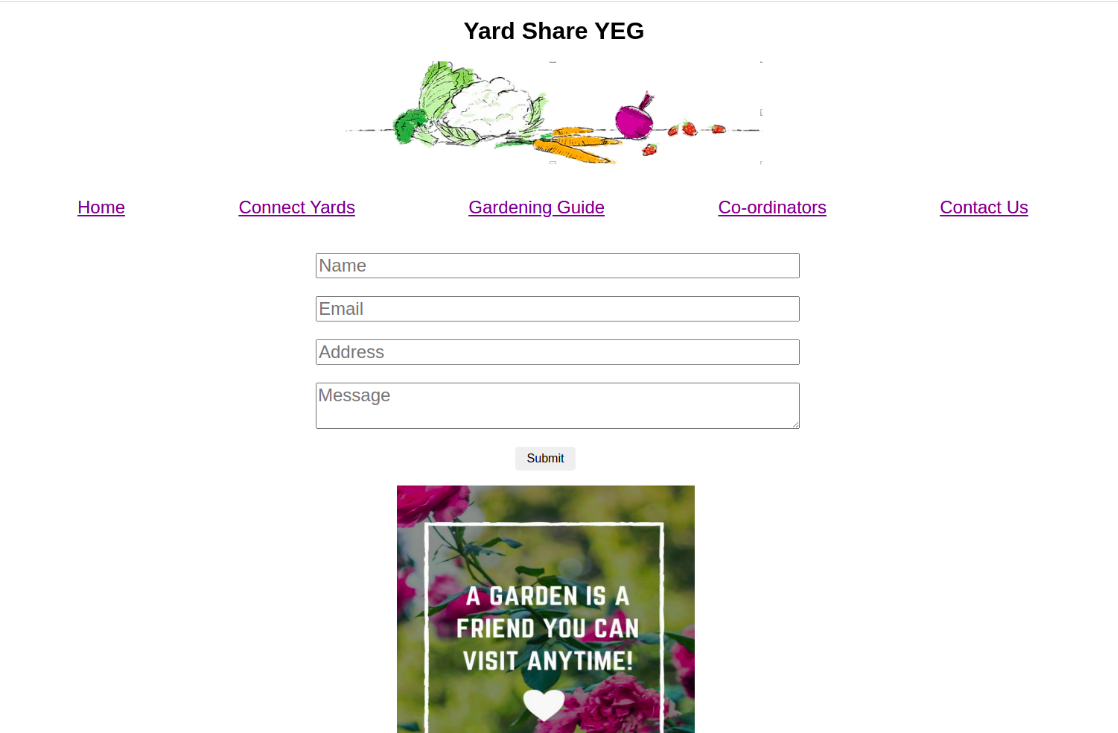 Yard Share YEG
Home Connect Yards Gardening Guide Co-ordinators Contact Us
Name
Email
Address
Message
Submit
A GARDEN IS A
FRIEND YOU CAN
VISIT ANYTIME!